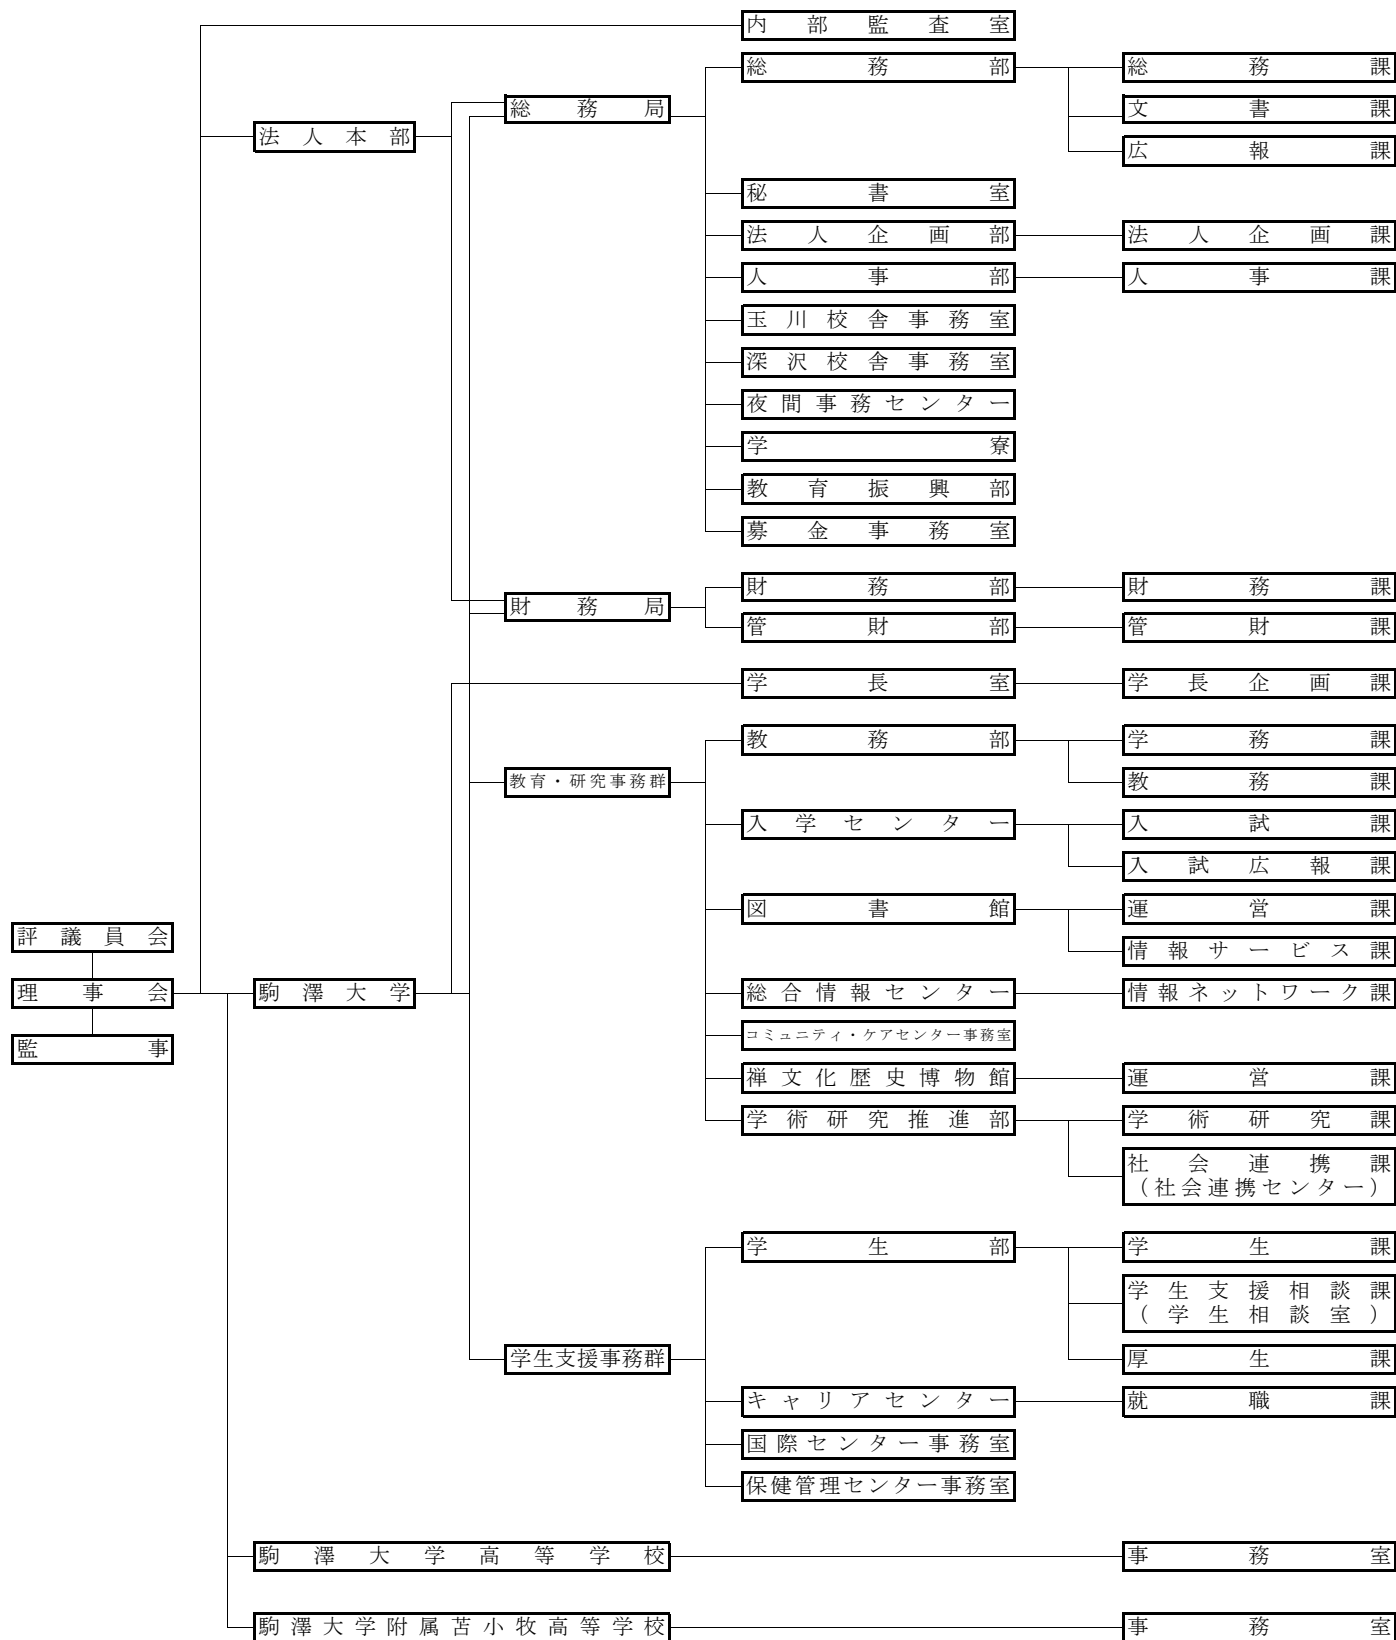 内部監査室
総務部
総務課
総務局
文書課
法人本部
広報課
秘書室
法人企画部
法人企画課
人事部
人事課
玉川校舎事務室
深沢校舎事務室
夜間事務センター
学寮
教育振興部
募金事務室
財務部
財務課
財務局
管財部
管財課
学長室
学長企画課
教務部
学務課
教育・研究事務群
教務課
入学センター
入試課
入試広報課
図書館
運営課
評議員会
情報サービス課
理事会
駒澤大学
総合情報センター
情報ネットワーク課
監事
コミュニティ・ケアセンター事務室
禅文化歴史博物館
運営課
学術研究推進部
学術研究課
社会連携課
（社会連携センター）
学生部
学生課
学生支援相談課
（学生相談室）
学生支援事務群
厚生課
キャリアセンター
就職課
国際センター事務室
保健管理センター事務室
駒澤大学高等学校
事務室
駒澤大学附属苫小牧高等学校
事務室